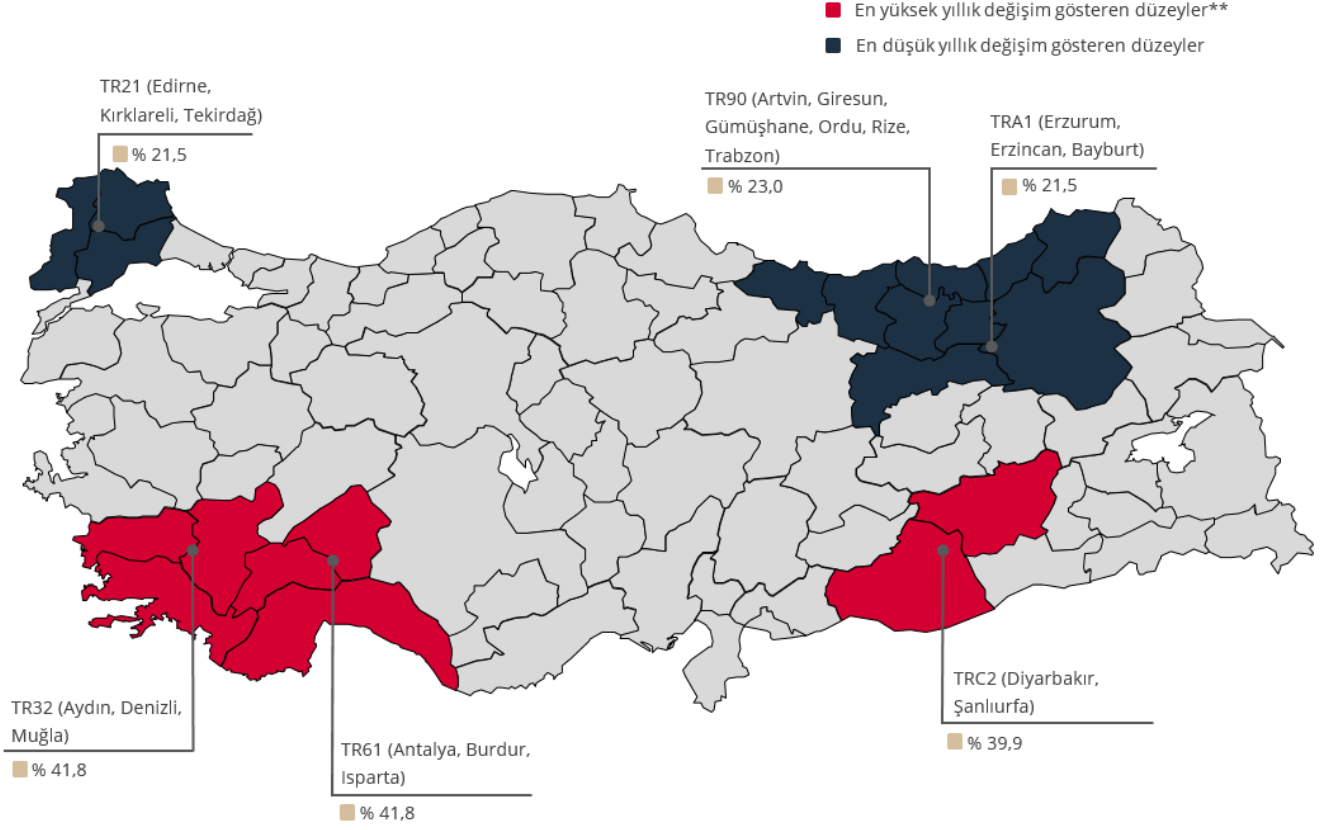 En yüksek yıllık değişim gösteren düzeyler**
En düşük yıllık değişim gösteren düzeyler
TR21 (Edirne,
Kırklareli, Tekirdağ)
% 21,5
TR90 (Artvin, Giresun,
Gümüşhane, Ordu, Rize,
Trabzon)
% 23,0
TRA1 (Erzurum,
Erzincan, Bayburt)
% 21,5
TR32 (Aydın, Denizli,
Muğla)
% 41,8
TR61 (Antalya, Burdur,
Isparta)
% 41,8
TRC2 (Diyarbakır,
Şanlıurfa)
% 39,9